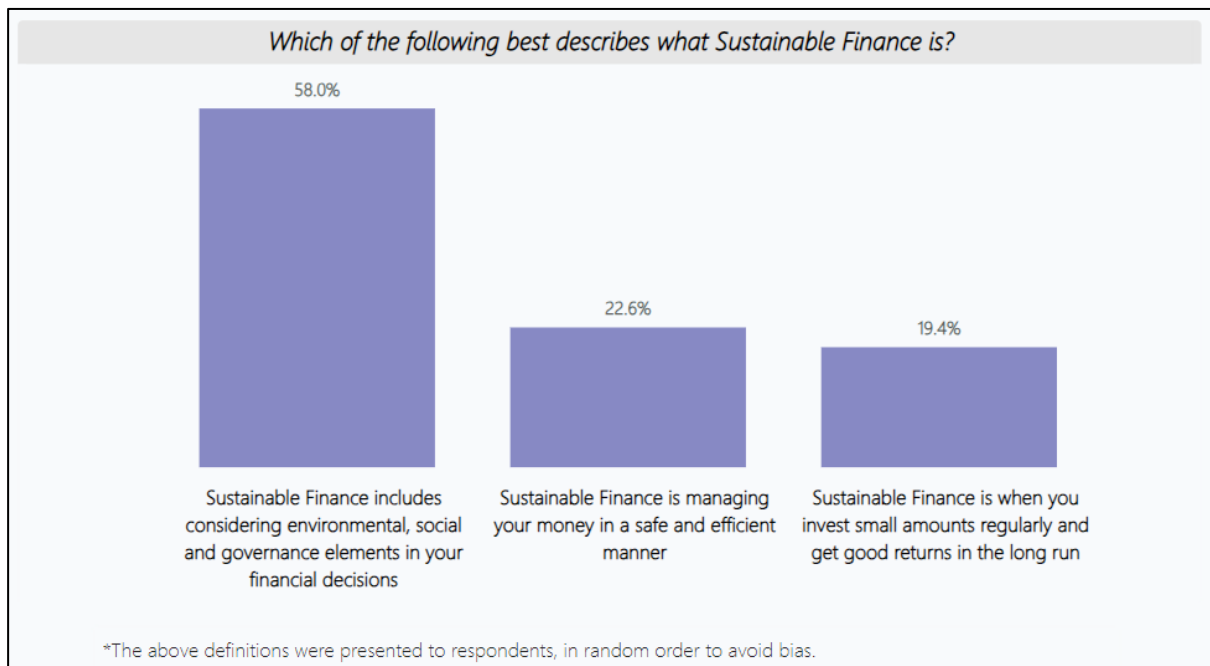 Which of the following best describes what Sustainable Finance is?
58.0%
22.6%
19.4%
Sustainable Finance includes
considering environmental, social
and governance elements in your
financial decisions
Sustainable Finance is managing
your money in a safe and efficient
manner
Sustainable Finance is when you
invest small amounts regularly and
get good returns in the long run
*The above definitions were presented to respondents, in random order to avoid bias.